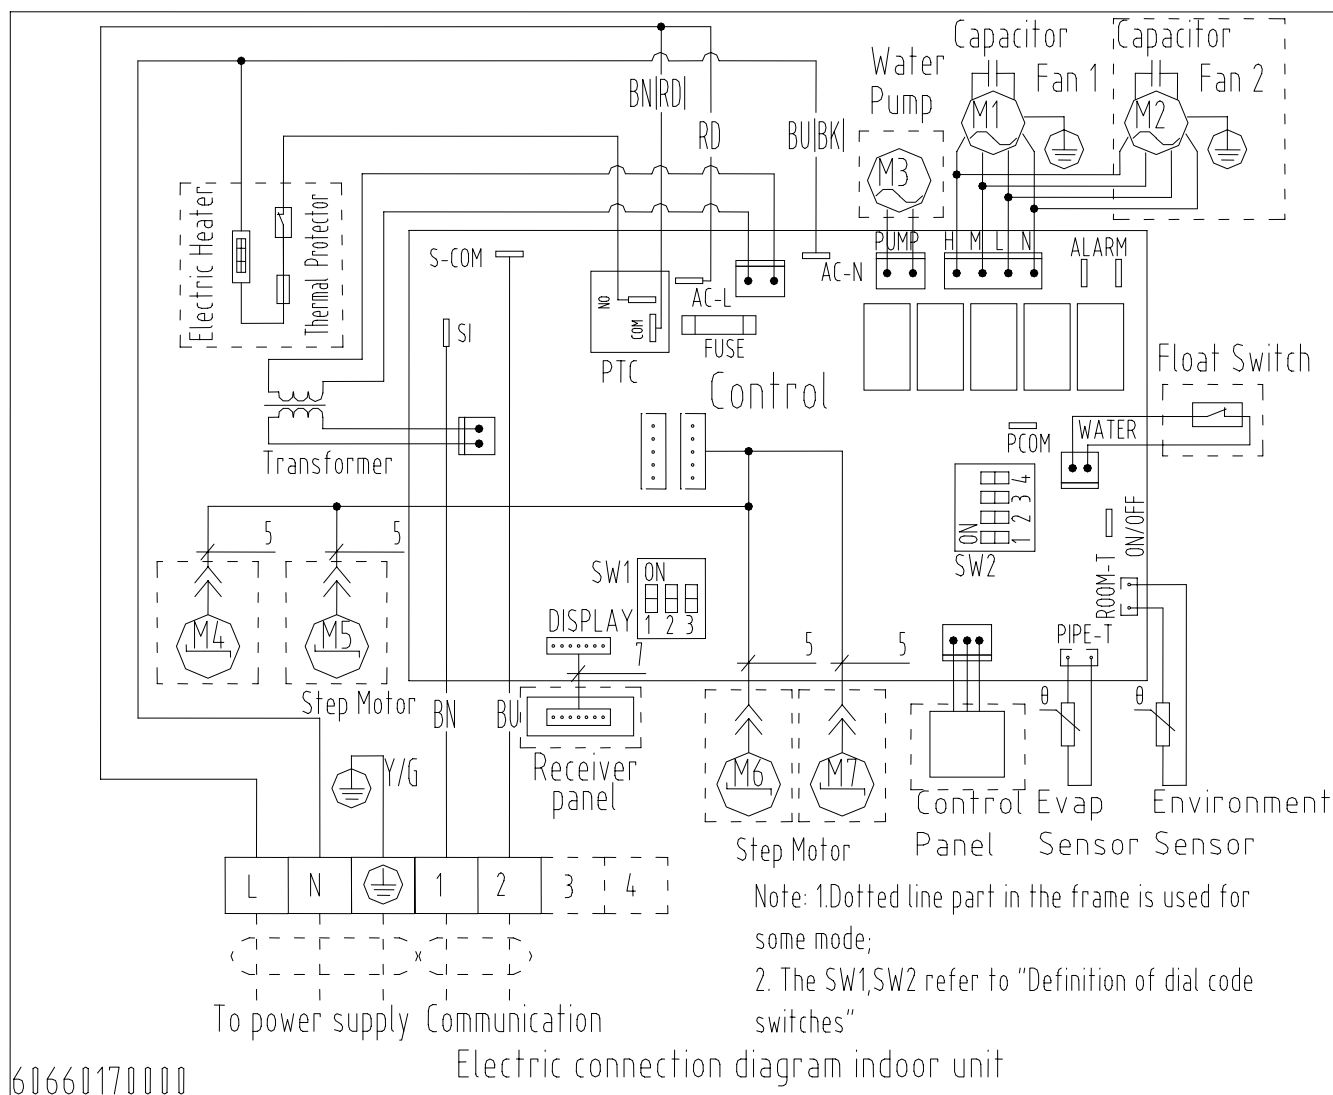 Capacitor
Capacitor
Water
Pump
Fan 1
Fan 2
BN|RD|
RD
BU|BK|
M1
M2
M3
Electric Heater
Thermal Protector
S-COM
PUMP
H M L N
ALARM
AC-N
AC-L
NO
COM
SI
FUSE
PTC
Control
Float Switch
PCOM
WATER
Transformer
ON
1 2 3 4
SW2
ON/OFF
5
5
SW1
ON
1 2 3
ROOM-T
DISPLAY
M4
M5
7
5
5
PIPE-T
Step Motor
BN
BU
θ
θ
Y/G
Receiver
panel
M6
M7
Control
Panel
Evap
Sensor
Environment
Sensor
Step Motor
L N 1 2 3 4
Note: 1.Dotted line part in the frame is used for
some mode;
2. The SW1,SW2 refer to "Definition of dial code
switches"
To power supply
Communication
Electric connection diagram indoor unit
60660170000